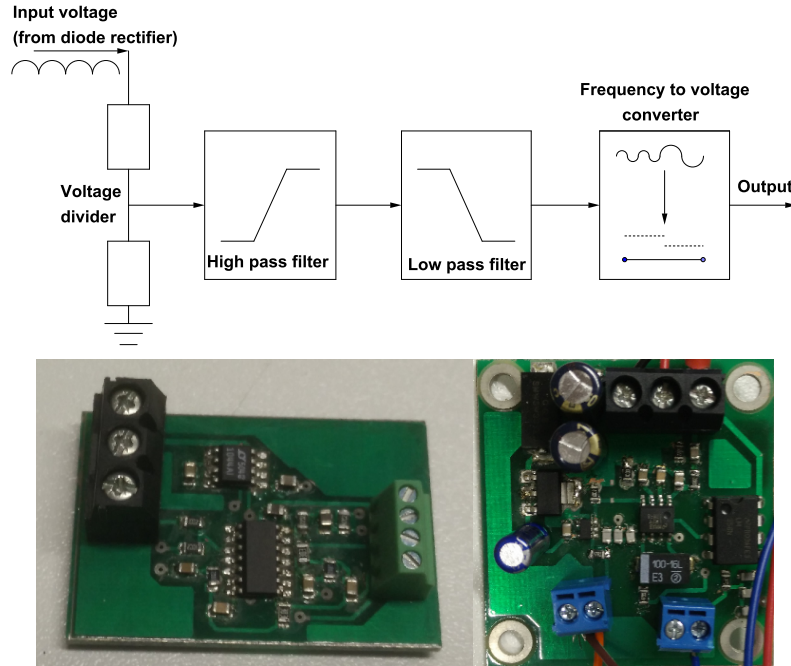 Input voltage
(from diode rectifier)
Frequency to voltage
converter
Voltage
divider
Output
High pass filter
Low pass filter
100-16
E3